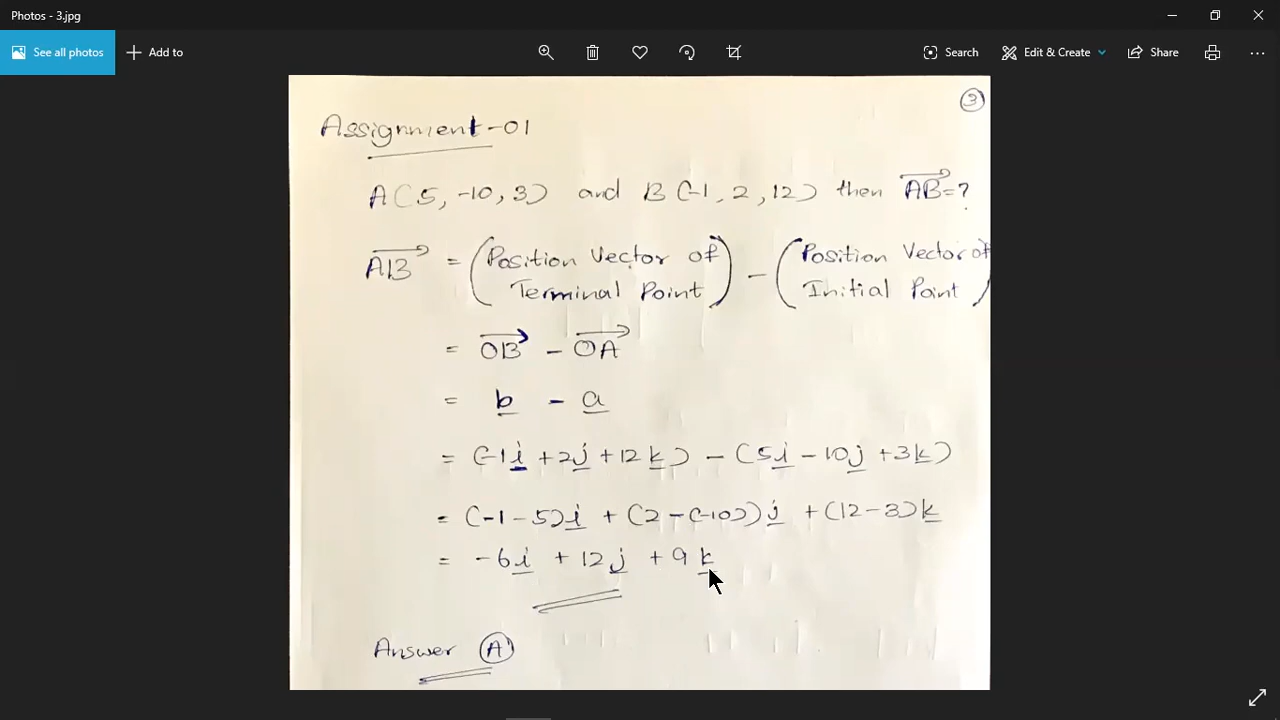 Photos - 3.jpg
See all photos
Add to
Search
Edit & Create
Share
3
Assignment-01
A(5, -10, 3) and B(-1, 2, 12) then AB=?
AB = (Position Vector of Terminal Point) - (Position Vector of Initial Point)
= OB - OA
= b - a
= (-1i + 2j + 12k) - (5i - 10j + 3k)
= (-1 - 5)i + (2 - (-10))j + (12 - 3)k
= -6i + 12j + 9k
Answer A